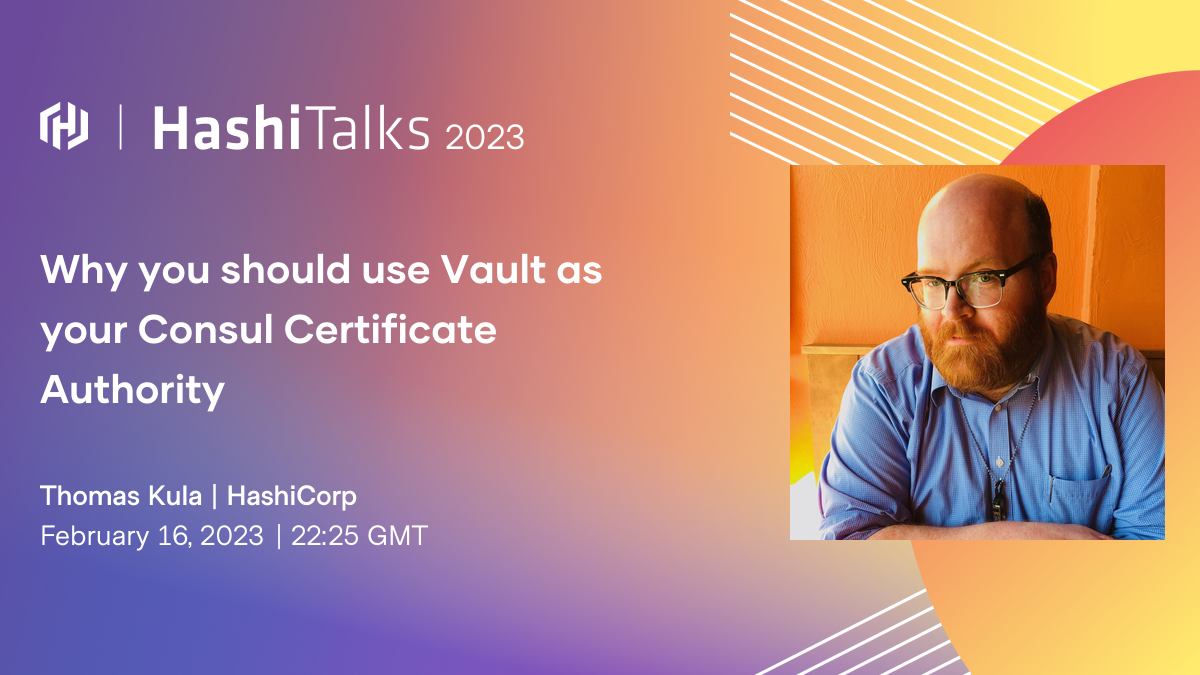 HashiTalks 2023
Why you should use Vault as
your Consul Certificate
Authority
Thomas Kula | HashiCorp
February 16, 2023 | 22:25 GMT